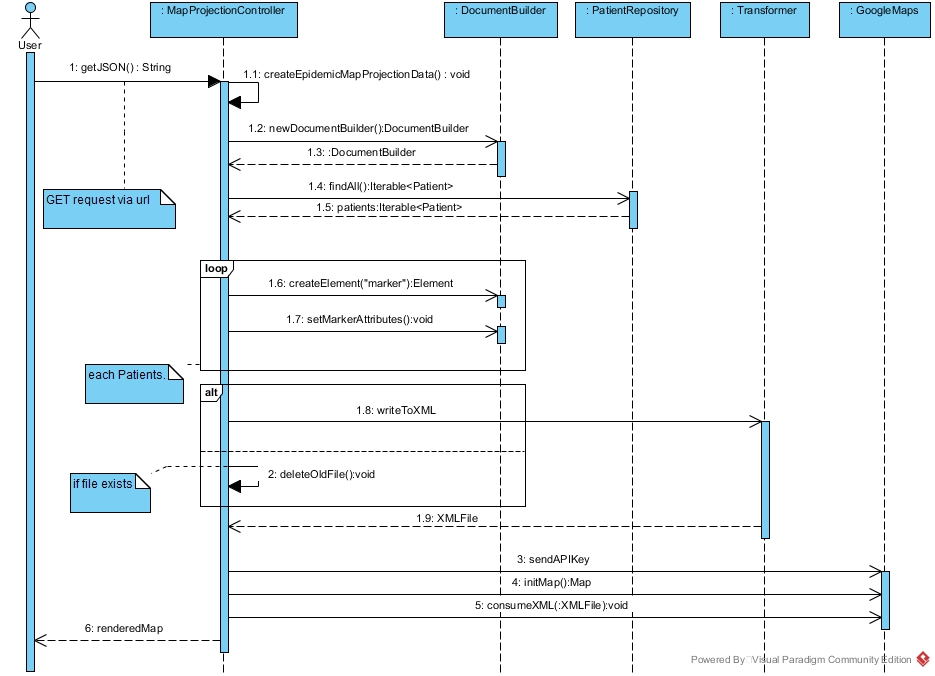 : MapProjectionController
: DocumentBuilder
: PatientRepository
: Transformer
: GoogleMaps
User
1: getJSON() : String
1.1: createEpidemicMapProjectionData() : void
1.2: newDocumentBuilder():DocumentBuilder
1.3: :DocumentBuilder
1.4: findAll():Iterable<Patient>
GET request via url
1.5: patients:Iterable<Patient>
loop
1.6: createElement("marker"):Element
1.7: setMarkerAttributes():void
each Patients.
alt
1.8: writeToXML
2: deleteOldFile():void
if file exists
1.9: XMLFile
3: sendAPIKey
4: initMap():Map
5: consumeXML(:XMLFile):void
6: renderedMap
Powered By Visual Paradigm Community Edition